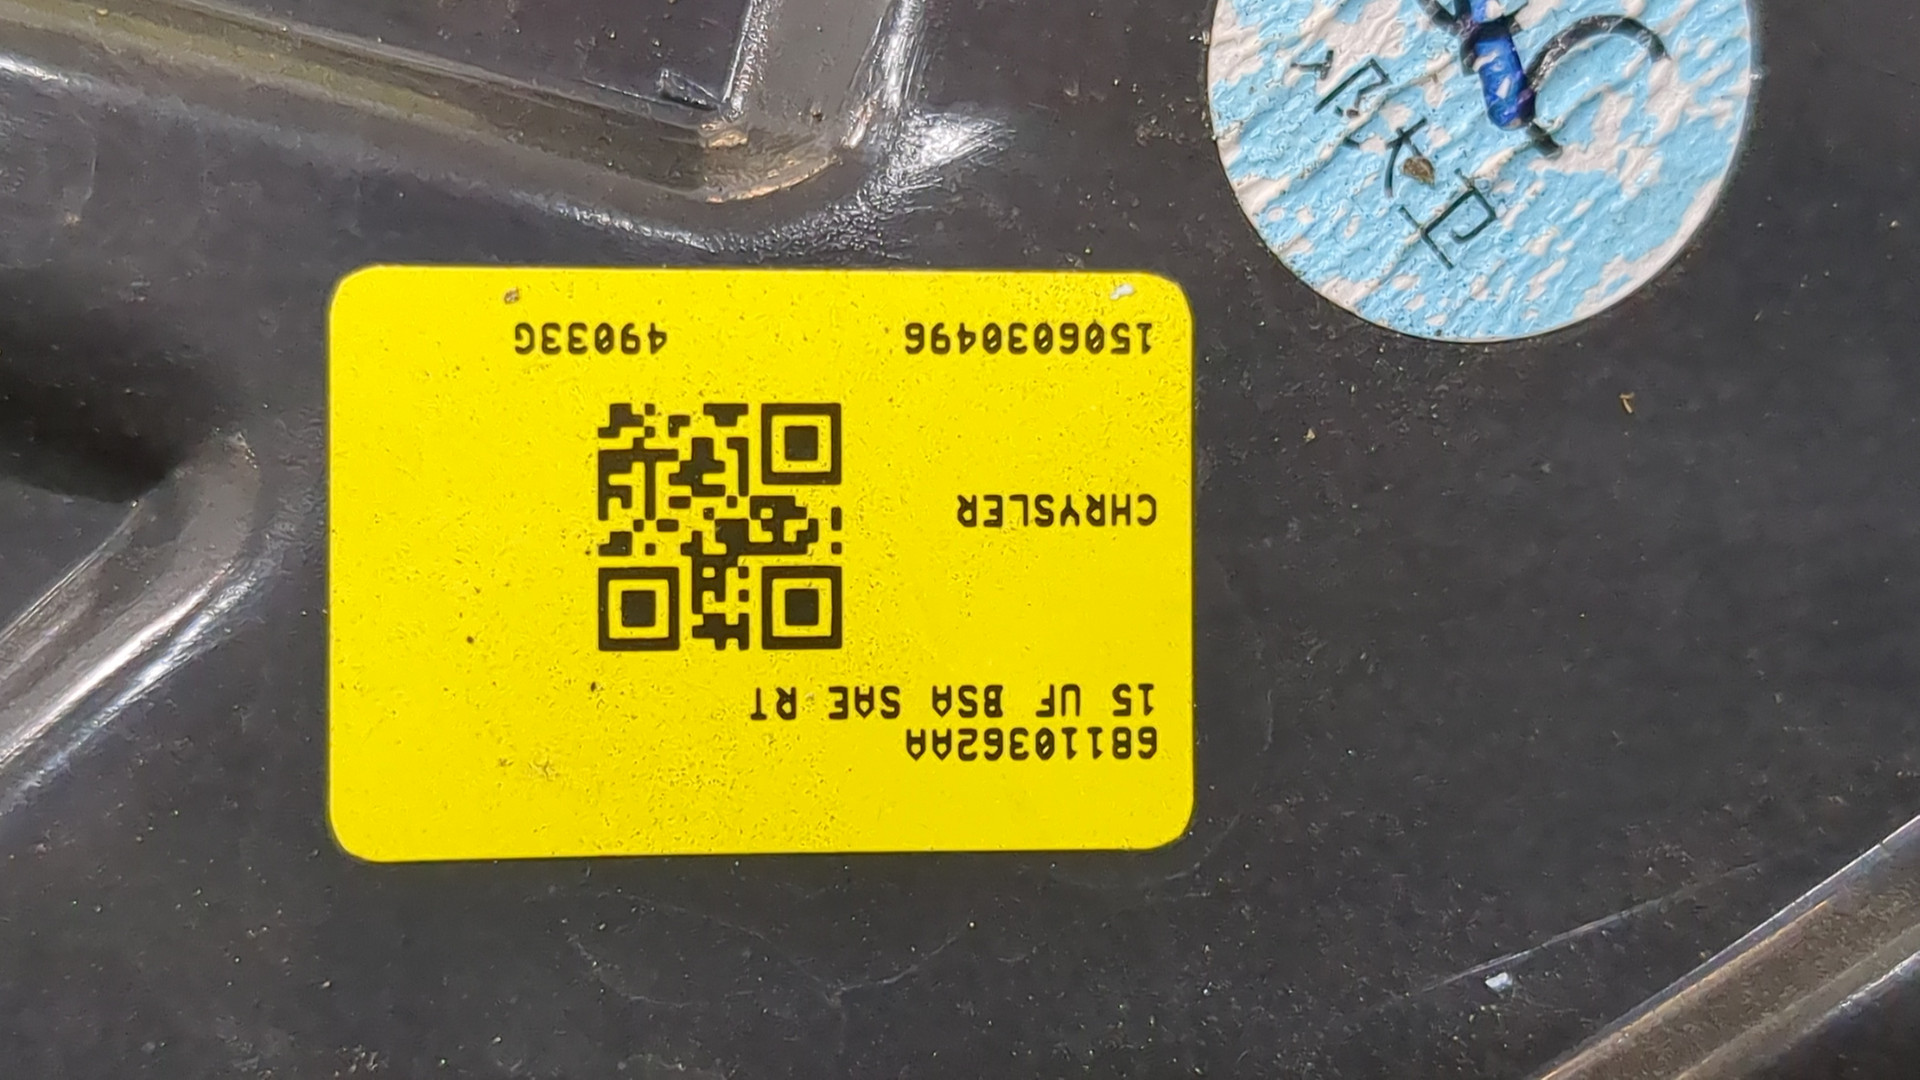 68110362AA
15 UF BSA SAE RT
CHRYSLER
1506030496 49033G